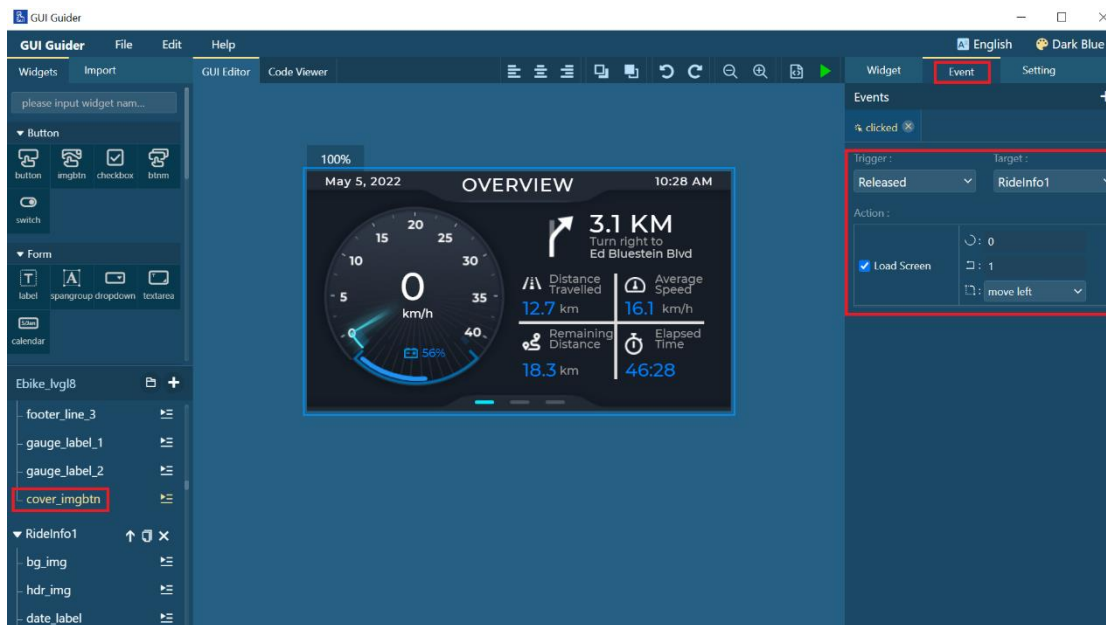 GUI Guider
GUI Guider File Edit Help English Dark Blue
Widgets Import GUI Editor Code Viewer Widget Event Setting
please input widget nam... Events +
Button clicked
button imgbtn checkbox btnm
switch
Form
label spangroup dropdown textarea
calendar
Ebike_lvgl8 +
footer_line_3
gauge_label_1
gauge_label_2
cover_imgbtn
RideInfo1
bg_img
hdr_img
date_label
100%
May 5, 2022 OVERVIEW 10:28 AM
0 5 10 15 20 25 30 35 40
0
km/h
56%
3.1 KM
Turn right to
Ed Bluestein Blvd
Distance Travelled
12.7 km
Average Speed
16.1 km/h
Remaining Distance
18.3 km
Elapsed Time
46:28
Trigger : Target :
Released RideInfo1
Action :
Load Screen
: 0
: 1
: move left